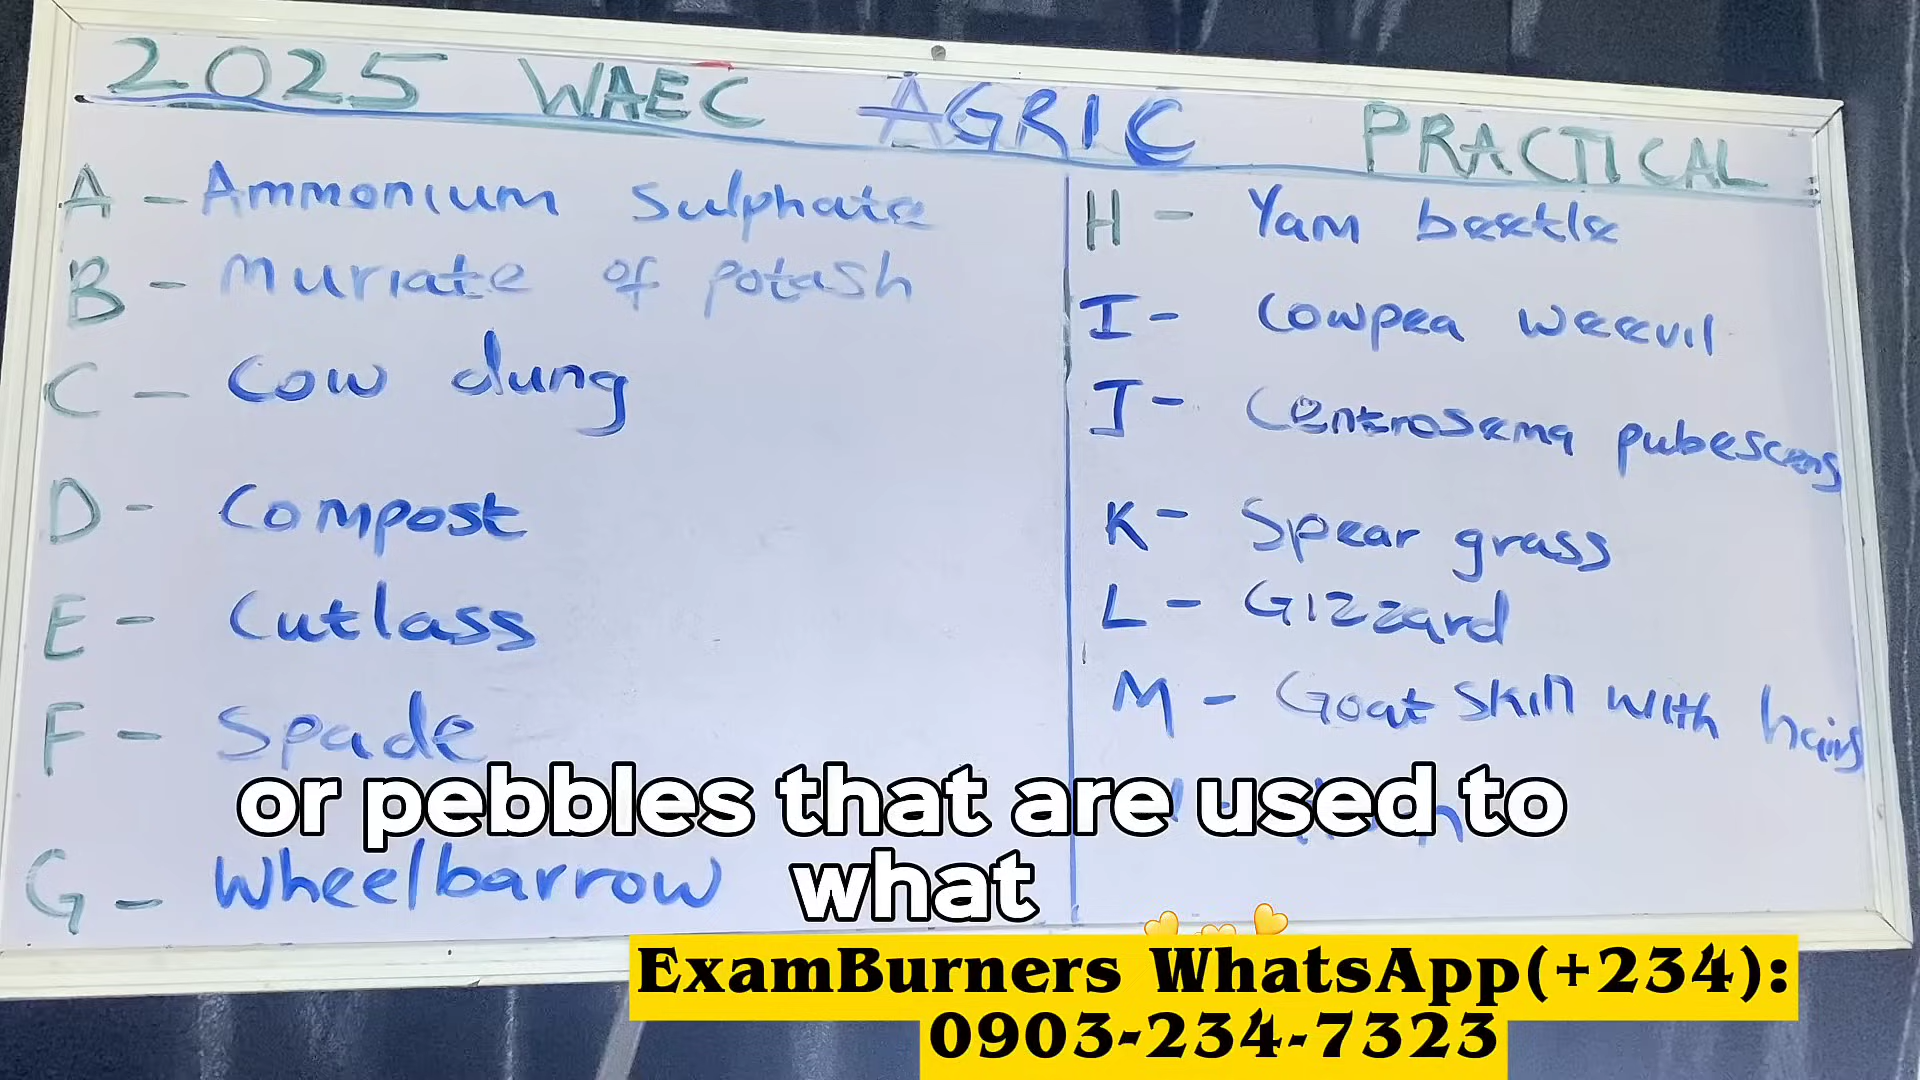 2025 WAEC AGRIC PRACTICAL
A - Ammonium Sulphate
B - Muriate of potash
C - Cow dung
D - Compost
E - Cutlass
F - Spade
G - Wheelbarrow
H - Yam beetle
I - Cowpea weevil
J - Centrosema pubescens
K - Spear grass
L - Gizzard
M - Goat Skin with hairs
or pebbles that are used to
what
ExamBurners WhatsApp(+234):
0903-234-7323